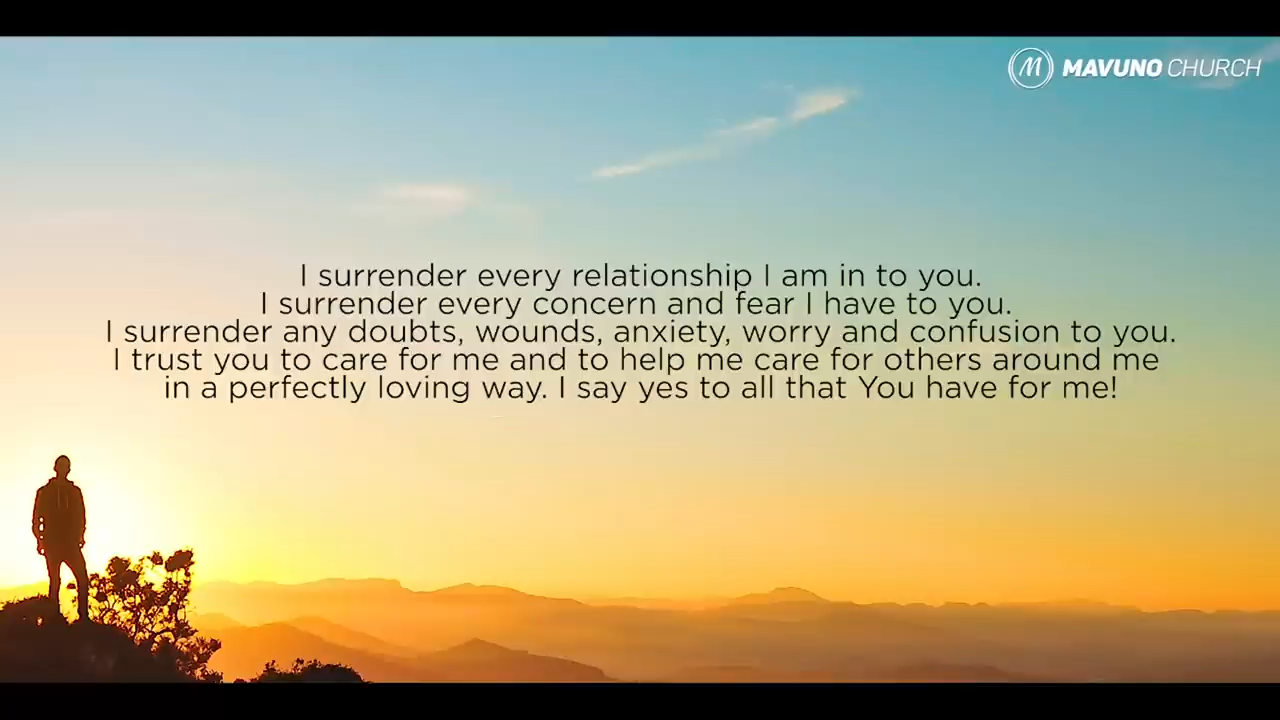 M MAVUNO CHURCH
I surrender every relationship I am in to you.
I surrender every concern and fear I have to you.
I surrender any doubts, wounds, anxiety, worry and confusion to you.
I trust you to care for me and to help me care for others around me
in a perfectly loving way. I say yes to all that You have for me!